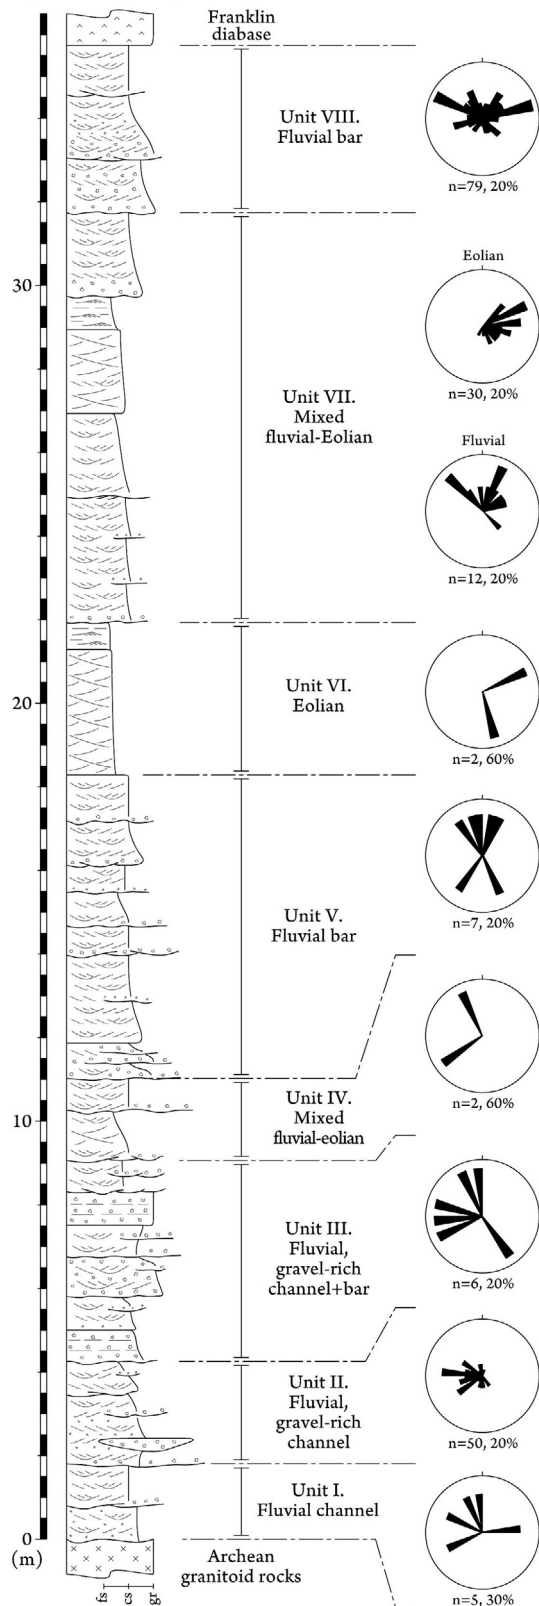 Franklin
diabase
Unit VIII.
Fluvial bar
n=79, 20%
30
Eolian
n=30, 20%
Unit VII.
Mixed
fluvial-Eolian
Fluvial
n=12, 20%
20
Unit VI.
Eolian
n=2, 60%
Unit V.
Fluvial bar
n=7, 20%
10
Unit IV.
Mixed
fluvial-eolian
n=2, 60%
Unit III.
Fluvial,
gravel-rich
channel+bar
n=6, 20%
Unit II.
Fluvial,
gravel-rich
channel
n=50, 20%
Unit I.
Fluvial channel
0
(m)
Archean
granitoid rocks
n=5, 30%
fs
cs
gr